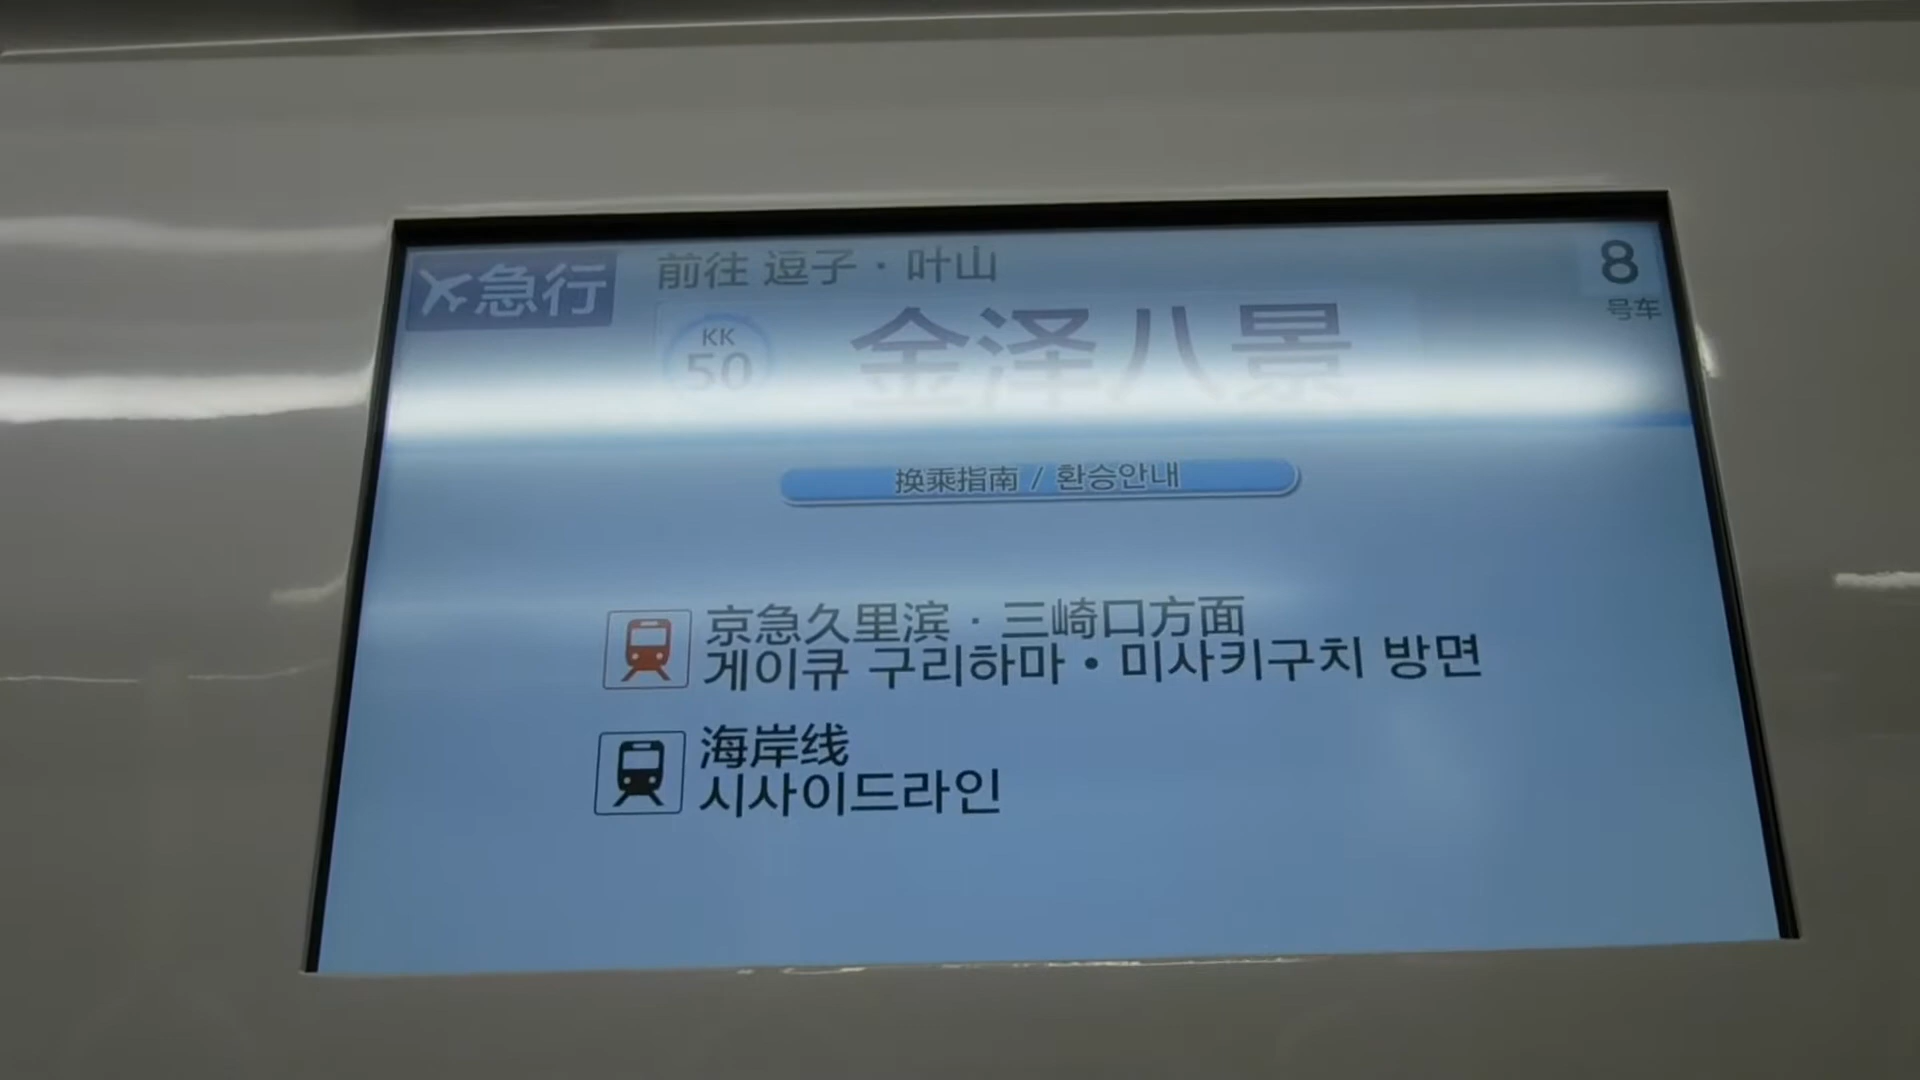 急行
前往 逗子·叶山
8
号车
KK
50
金泽八景
换乘指南 / 환승안내
京急久里滨·三崎口方面
게이큐 구리하마•미사키구치 방면
海岸线
시사이드라인